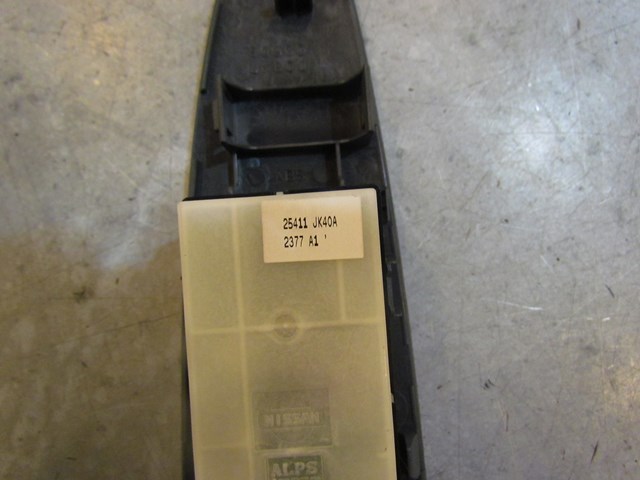 25411 JK40A
2377 A1 '
NISSAN
ALPS